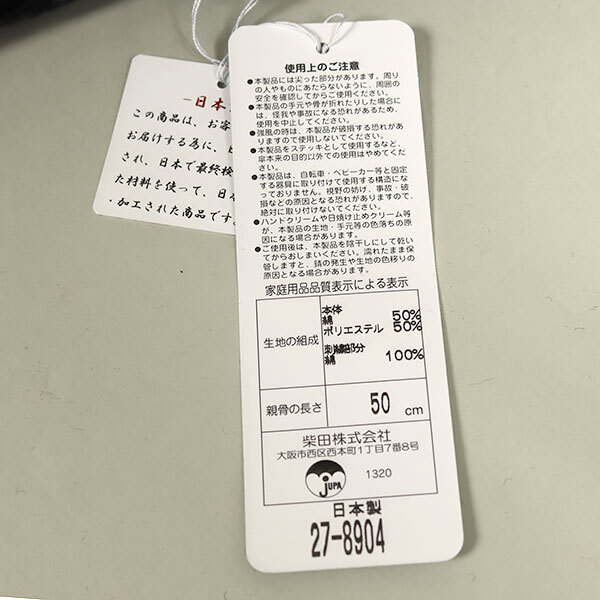 使用上のご注意
●本製品には尖った部分があります。周り
の人やものにあたらないように、周囲の
安全を確認してからご使用ください。
●本製品の手元や骨が折れたりした場合に
は、怪我や事故になる恐れがあるため、
使用を中止してください。
●強風の時は、本製品が破損する恐れがあ
りますので使用しないでください。
●本製品をステッキとして使用するなど、
傘本来の目的以外での使用はやめてくだ
さい。
●本製品は、自転車・ベビーカー等と固定
する器具に取り付けて使用する構造にな
っておりません。視野の妨げ、事故・破
損などの原因となる恐れがありますので、
絶対に取り付けないでください。
●ハンドクリームや日焼け止めクリーム等
が、本製品の生地・手元等の色落ちの原
因になる場合があります。
●ご使用後は、本製品を陰干しにして乾い
てからおしまいください。濡れたまま保
管しますと、錆の発生や生地の色移りの
原因となる場合があります。
家庭用品品質表示による表示
生地の組成
本体
綿 50%
ポリエステル 50%
刺繍部分
綿 100%
親骨の長さ 50 cm
柴田株式会社
大阪市西区西本町1丁目7番8号
JUPA 1320
日本製
27-8904
―日本
この商品は、お客
お届けする為に、
され、日本で最終検
た材料を使って、日
・加工された商品です。